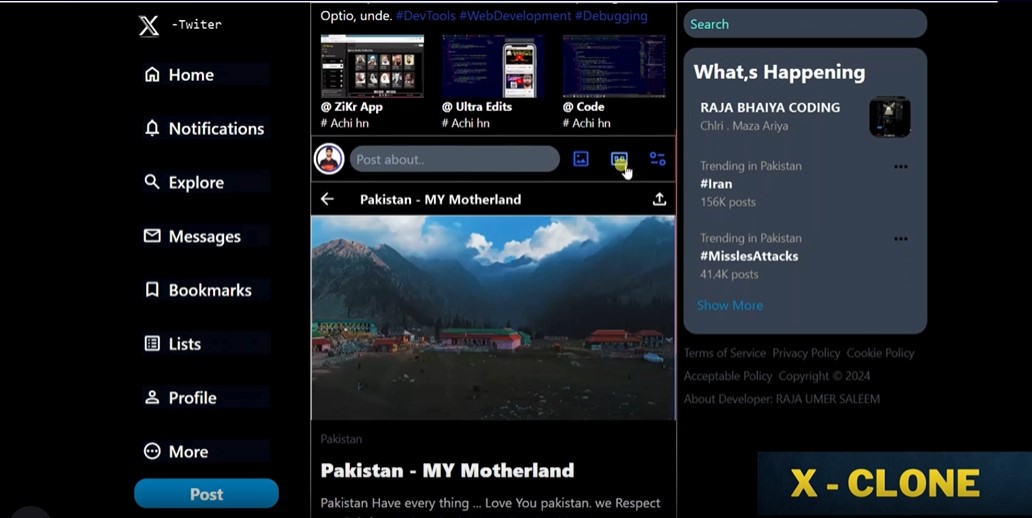 -Twiter
Home
Notifications
Explore
Messages
Bookmarks
Lists
Profile
More
Post
Optio, unde. #DevTools #WebDevelopment #Debugging
@ ZiKr App
# Achi hn
@ Ultra Edits
# Achi hn
@ Code
# Achi hn
Post about..
Pakistan - MY Motherland
Pakistan
Pakistan - MY Motherland
Pakistan Have every thing ... Love You pakistan. we Respect
Search
What,s Happening
RAJA BHAIYA CODING
Chlri . Maza Ariya
Trending in Pakistan
#Iran
156K posts
Trending in Pakistan
#MisslesAttacks
41.4K posts
Show More
Terms of Service Privacy Policy Cookie Policy
Acceptable Policy Copyright © 2024
About Developer: RAJA UMER SALEEM
X - CLONE